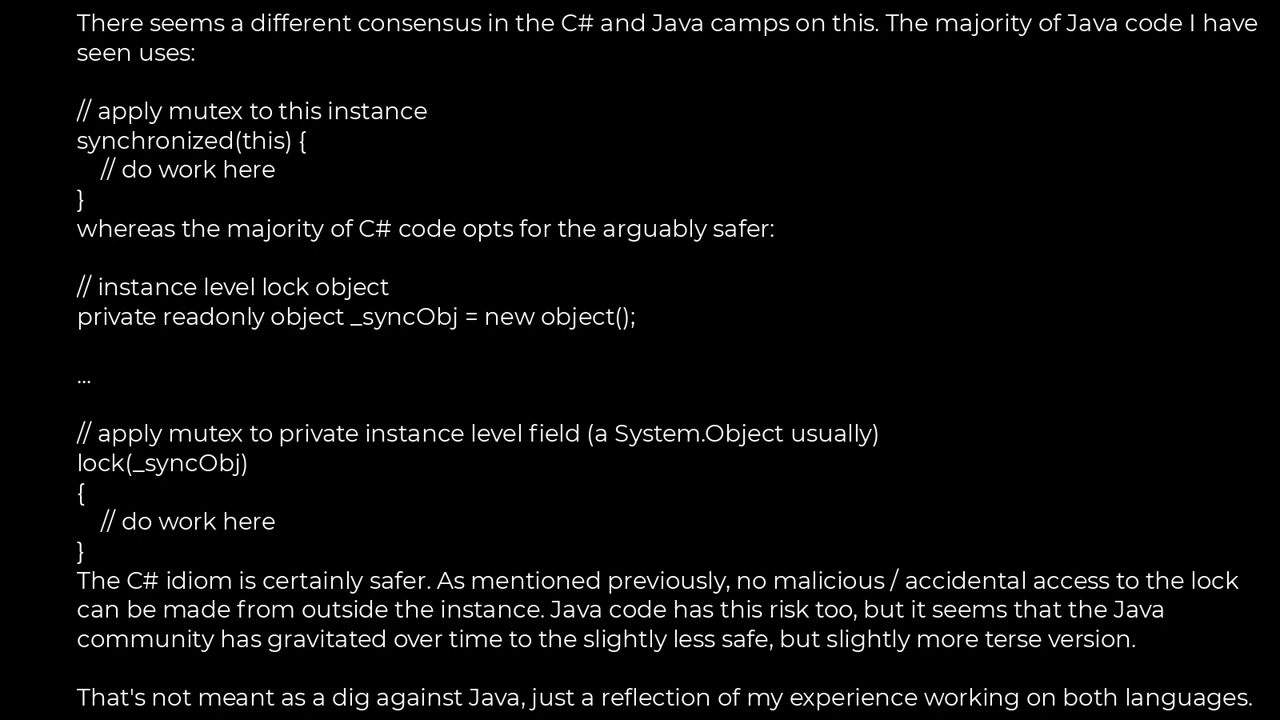 There seems a different consensus in the C# and Java camps on this. The majority of Java code I have
seen uses:
// apply mutex to this instance
synchronized(this) {
// do work here
}
whereas the majority of C# code opts for the arguably safer:
// instance level lock object
private readonly object _syncObj = new object();
...
// apply mutex to private instance level field (a System.Object usually)
lock(_syncObj)
{
// do work here
}
The C# idiom is certainly safer. As mentioned previously, no malicious / accidental access to the lock
can be made from outside the instance. Java code has this risk too, but it seems that the Java
community has gravitated over time to the slightly less safe, but slightly more terse version.
That's not meant as a dig against Java, just a reflection of my experience working on both languages.